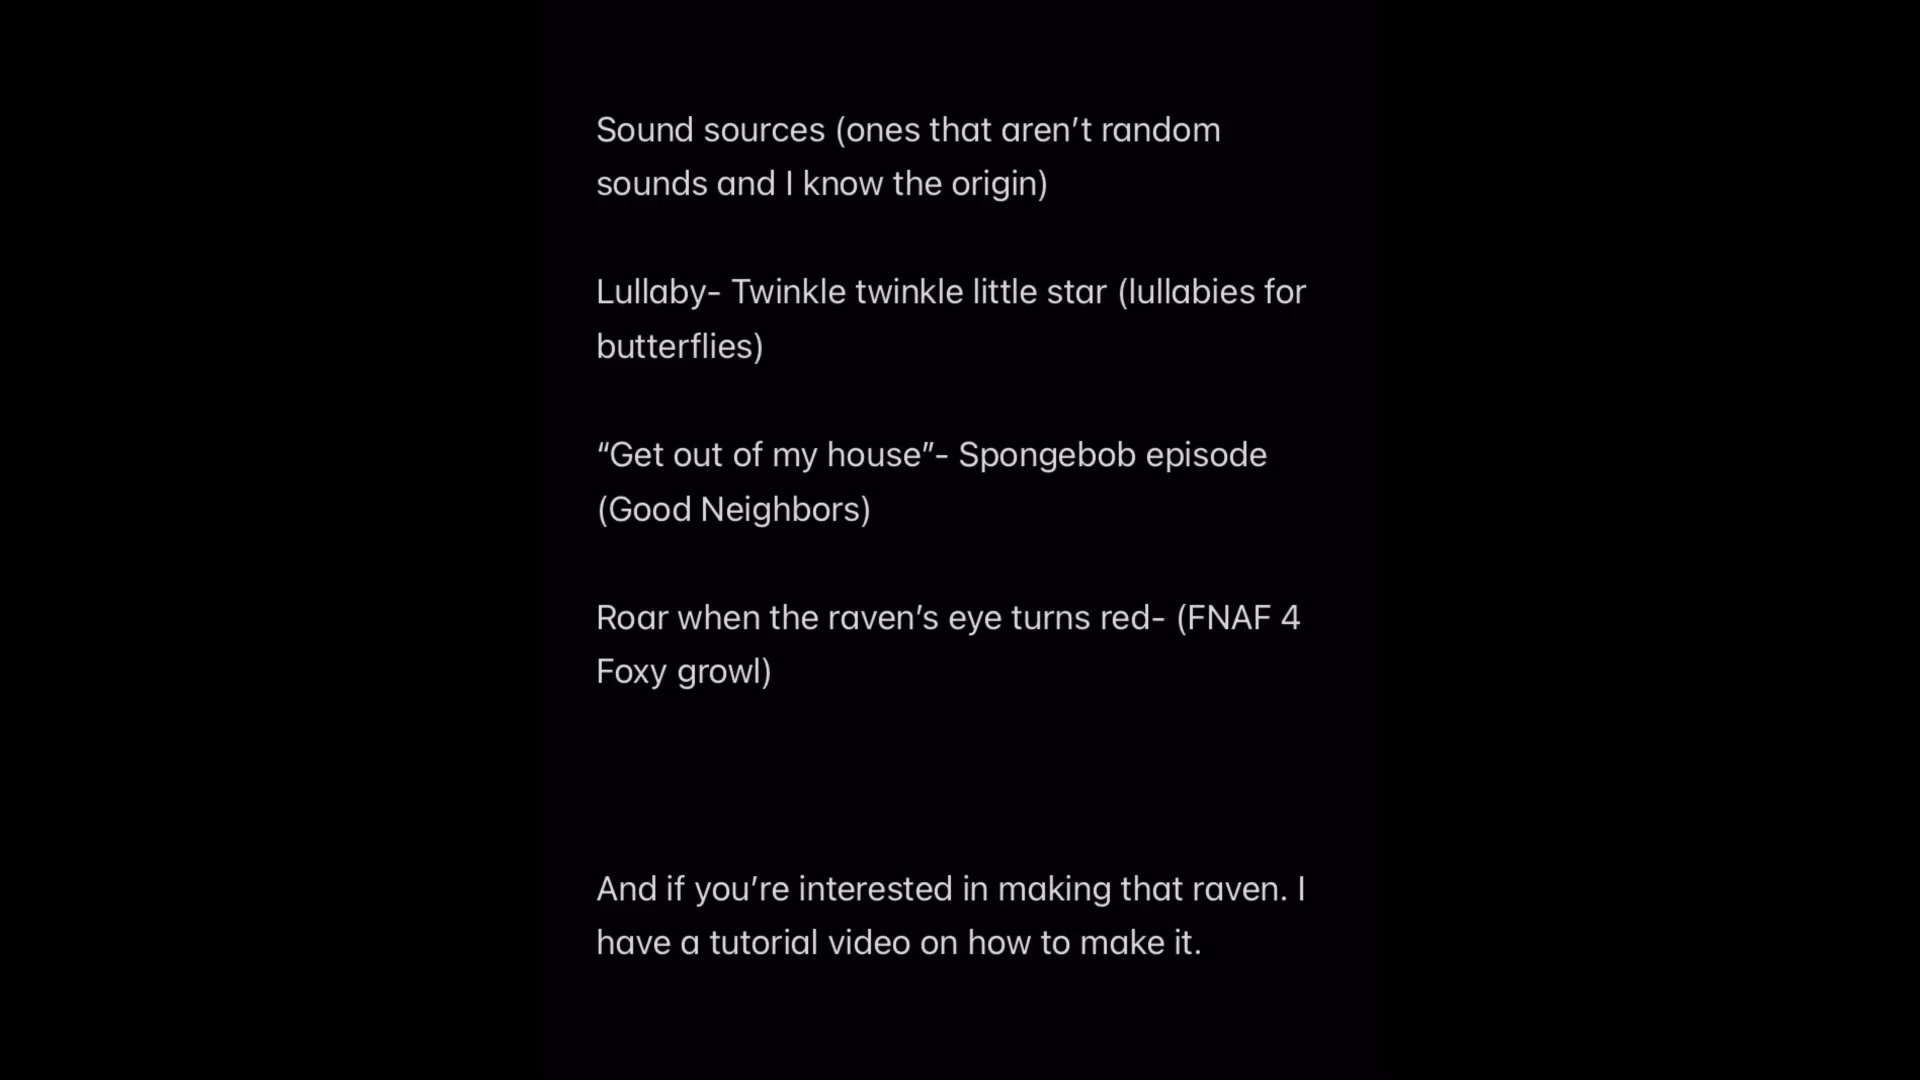 Sound sources (ones that aren’t random
sounds and I know the origin)
Lullaby- Twinkle twinkle little star (lullabies for
butterflies)
“Get out of my house”- Spongebob episode
(Good Neighbors)
Roar when the raven’s eye turns red- (FNAF 4
Foxy growl)
And if you’re interested in making that raven. I
have a tutorial video on how to make it.